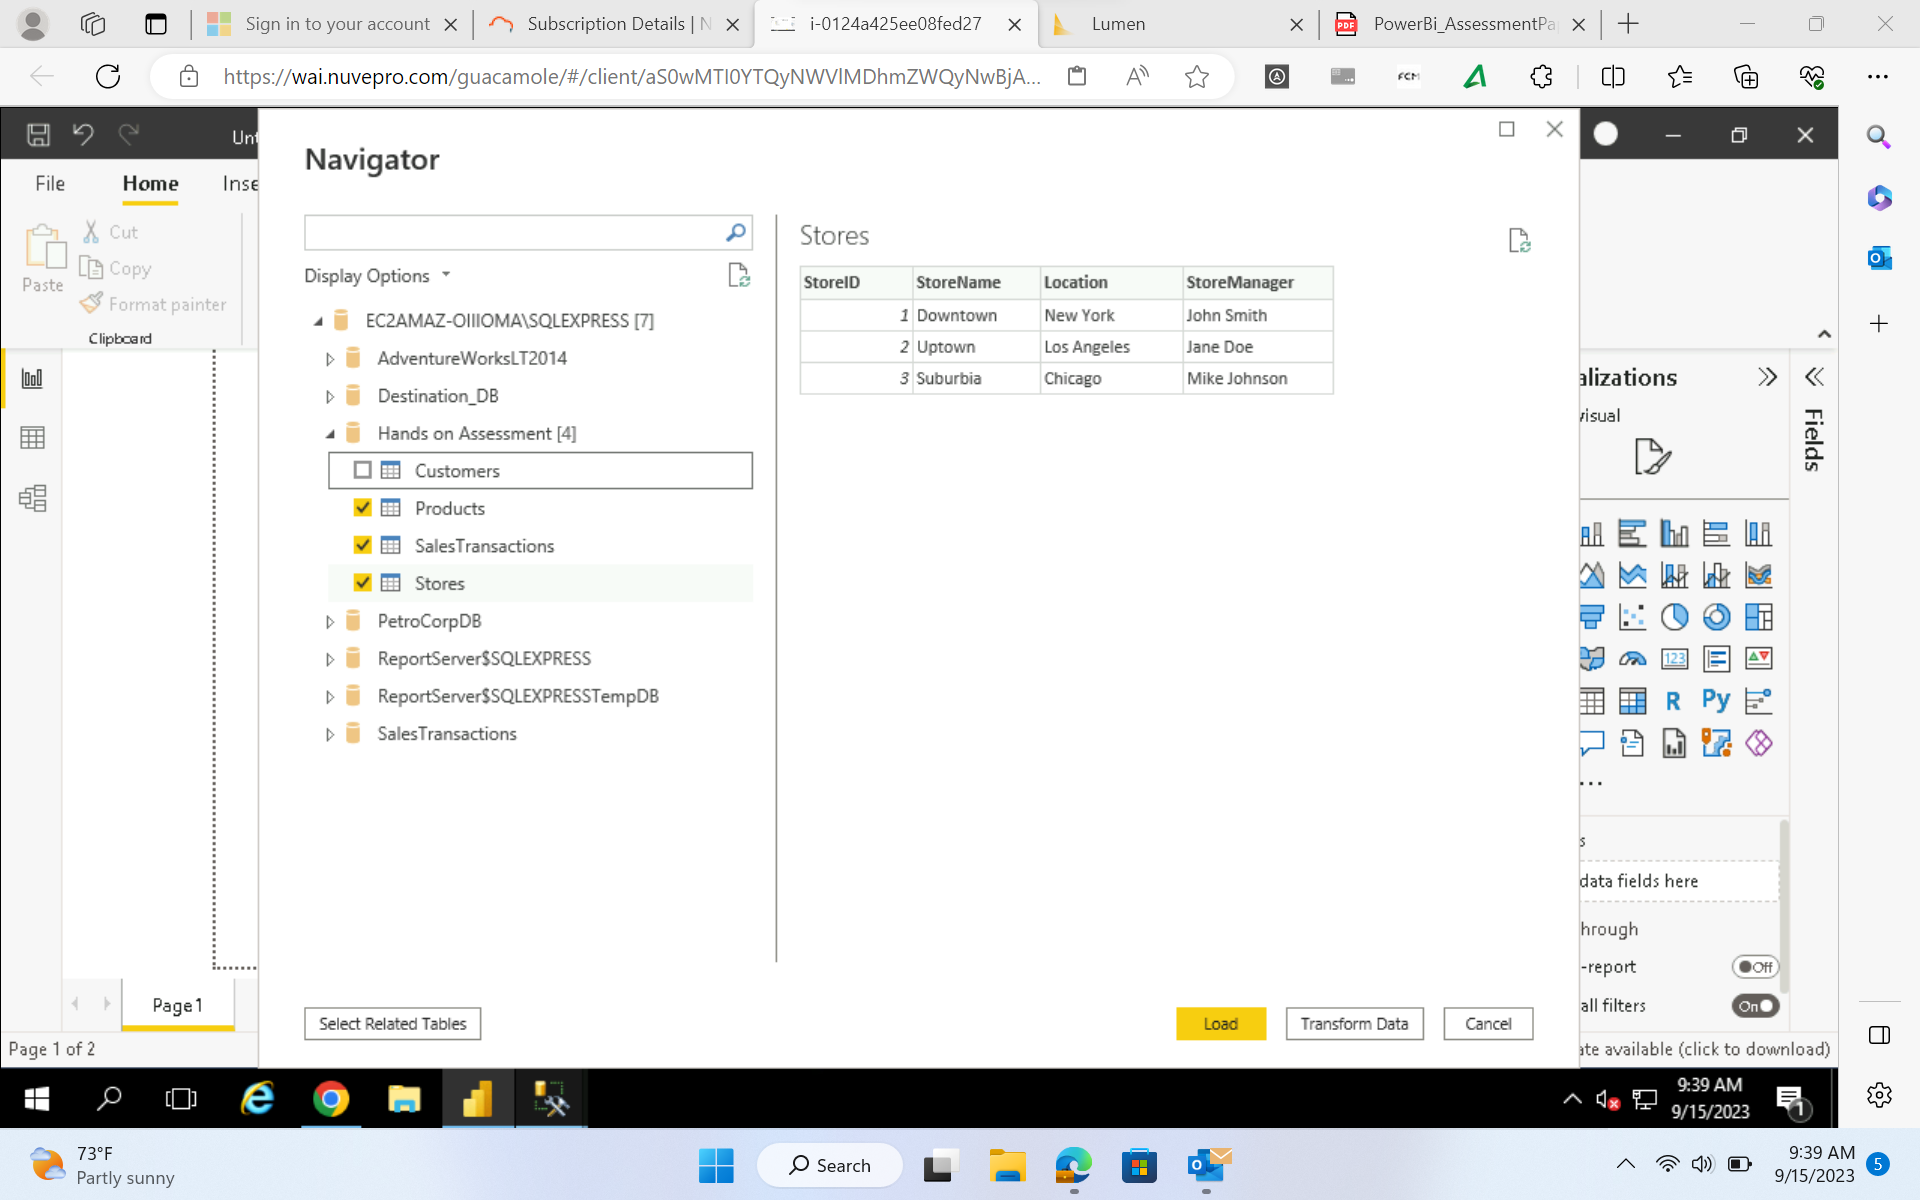 Sign in to your account
Subscription Details | N
i-0124a425ee08fed27
Lumen
PDF
PowerBi_AssessmentPa
https://wai.nuvepro.com/guacamole/#/client/aS0wMTI0YTQyNWVlMDhmZWQyNwBjA...
FCM
Unt
File
Home
Inse
Paste
Cut
Copy
Format painter
Clipboard
Navigator
Display Options
EC2AMAZ-OIIIOMA\SQLEXPRESS [7]
AdventureWorksLT2014
Destination_DB
Hands on Assessment [4]
Customers
Products
SalesTransactions
Stores
PetroCorpDB
ReportServer$SQLEXPRESS
ReportServer$SQLEXPRESSTempDB
SalesTransactions
Stores
StoreID StoreName Location StoreManager
1 Downtown New York John Smith
2 Uptown Los Angeles Jane Doe
3 Suburbia Chicago Mike Johnson
Select Related Tables
Load
Transform Data
Cancel
alizations
visual
Fields
123
R
Py
...
s
data fields here
hrough
-report
Off
all filters
On
Page 1
Page 1 of 2
ate available (click to download)
9:39 AM
9/15/2023
1
73°F
Partly sunny
Search
9:39 AM
9/15/2023
5